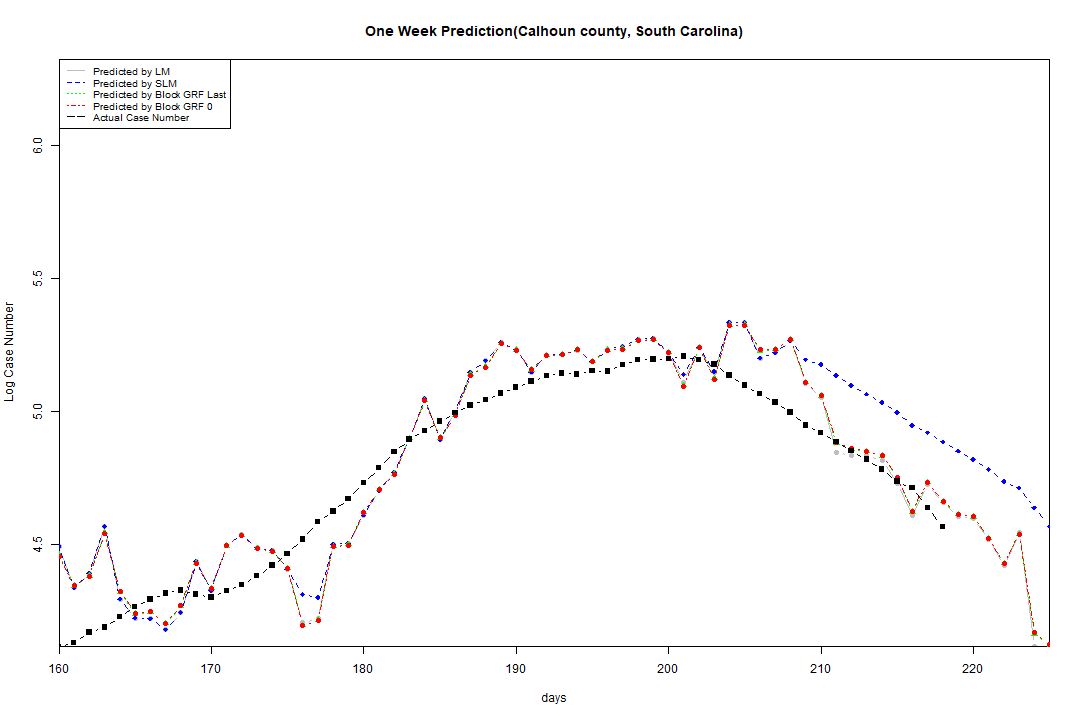 One Week Prediction(Calhoun county, South Carolina)
Predicted by LM
Predicted by SLM
Predicted by Block GRF Last
Predicted by Block GRF 0
Actual Case Number
Log Case Number
6.0
5.5
5.0
4.5
160 170 180 190 200 210 220
days